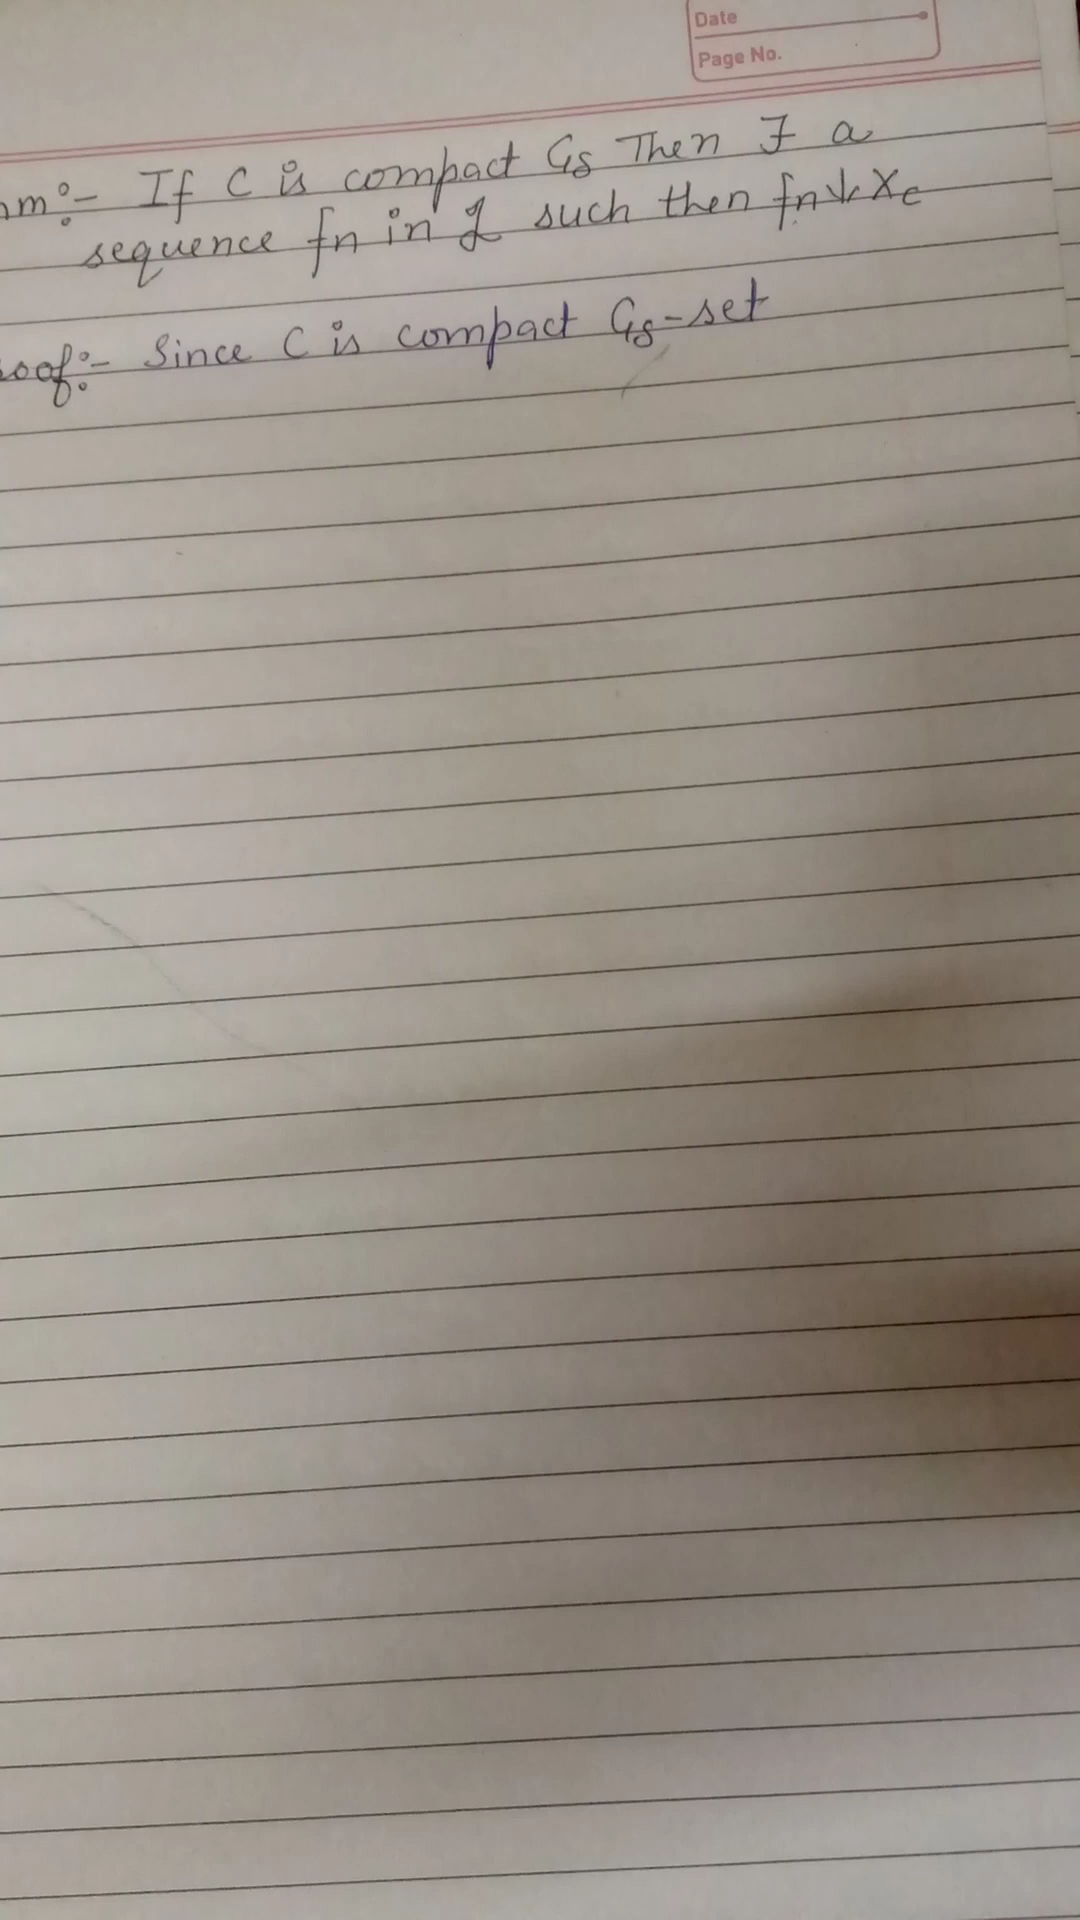 Date
Page No.
m:- If C is compact Gδ Then ∃ a
sequence fn in ℒ such then fn ↓ χc
oof:- Since C is compact Gδ-set